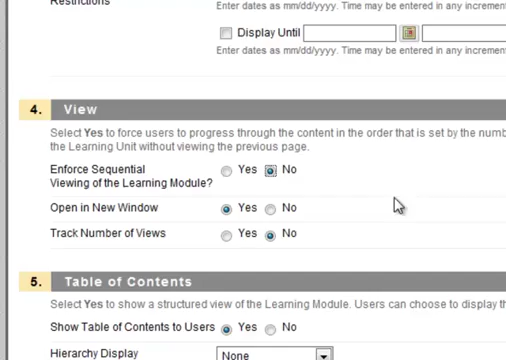 Restrictions
Enter dates as mm/dd/yyyy. Time may be entered in any increment
Display Until
Enter dates as mm/dd/yyyy. Time may be entered in any increment
4. View
Select Yes to force users to progress through the content in the order that is set by the numb
the Learning Unit without viewing the previous page.
Enforce Sequential Viewing of the Learning Module? Yes No
Open in New Window Yes No
Track Number of Views Yes No
5. Table of Contents
Select Yes to show a structured view of the Learning Module. Users can choose to display th
Show Table of Contents to Users Yes No
Hierarchy Display None